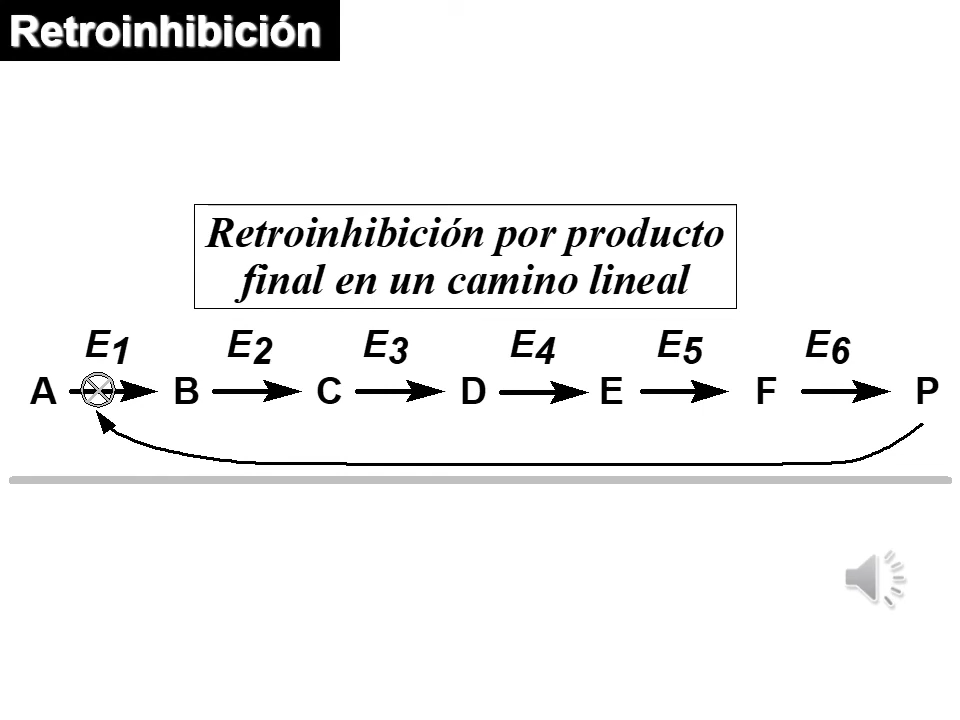 Retroinhibición
Retroinhibición por producto
final en un camino lineal
E1 E2 E3 E4 E5 E6
A B C D E F P